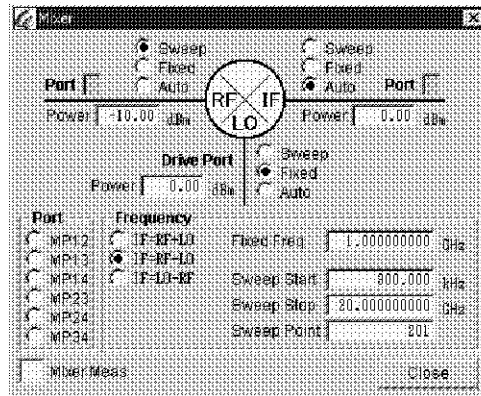 Mixer
Sweep
Fixed
Auto
Sweep
Fixed
Auto
Port
Port
RF
IF
LO
Power -10.00 dBm
Power 0.00 dBm
Drive Port
Power 0.00 dBm
Sweep
Fixed
Auto
Port
MP12
MP13
MP14
MP23
MP24
MP34
Frequency
IF=RF+LO
IF=RF-LO
IF=LO-RF
Fixed Freq 1.000000000 GHz
Sweep Start 300.000 kHz
Sweep Stop 20.000000000 GHz
Sweep Point 201
Mixer Meas
Close